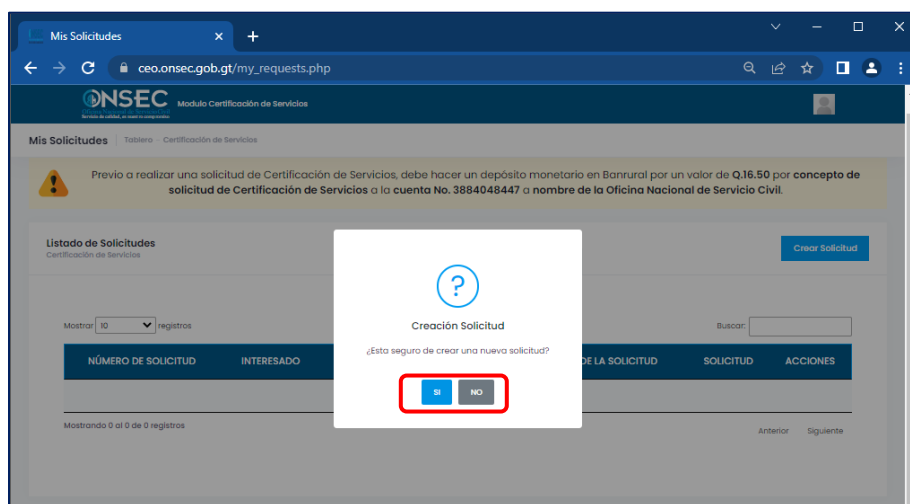 Mis Solicitudes
ceo.onsec.gob.gt/my_requests.php
ONSEC Modulo Certificación de Servicios
Mis Solicitudes Tablero - Certificación de Servicios
Previo a realizar una solicitud de Certificación de Servicios, debe hacer un depósito monetario en Banrural por un valor de Q.16.50 por concepto de
solicitud de Certificación de Servicios a la cuenta No. 3884048447 a nombre de la Oficina Nacional de Servicio Civil.
Listado de Solicitudes
Certificación de Servicios
Crear Solicitud
?
Creación Solicitud
¿Esta seguro de crear una nueva solicitud?
SI NO
Mostrar 10 registros
Buscar:
NÚMERO DE SOLICITUD INTERESADO DE LA SOLICITUD SOLICITUD ACCIONES
Mostrando 0 al 0 de 0 registros
Anterior Siguiente